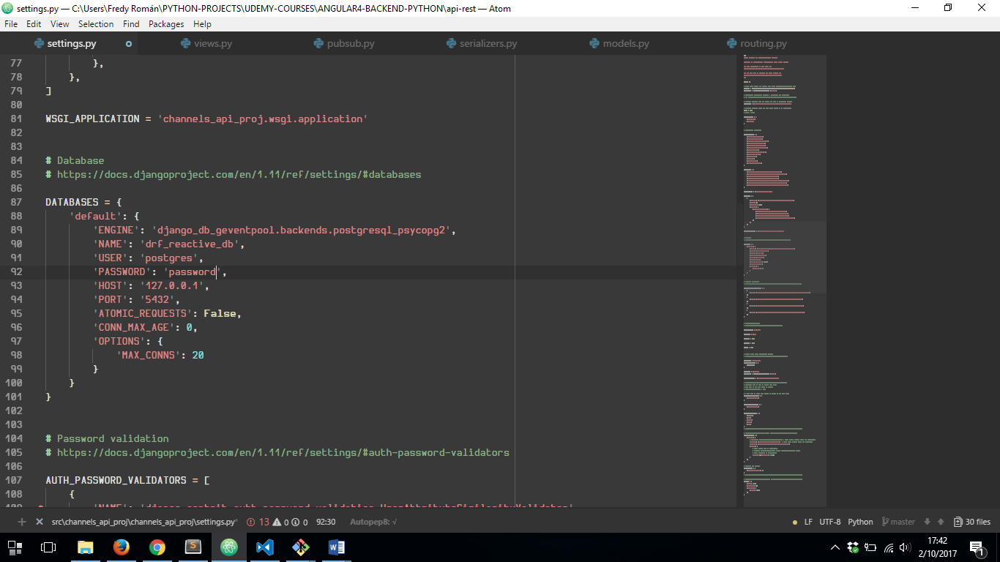 settings.py — C:\Users\Fredy Román\PYTHON-PROJECTS\UDEMY-COURSES\ANGULAR4-BACKEND-PYTHON\api-rest — Atom
File Edit View Selection Find Packages Help
settings.py views.py pubsub.py serializers.py models.py routing.py
77 },
78 },
79 ]
80
81 WSGI_APPLICATION = 'channels_api_proj.wsgi.application'
82
83
84 # Database
85 # https://docs.djangoproject.com/en/1.11/ref/settings/#databases
86
87 DATABASES = {
88 'default': {
89 'ENGINE': 'django_db_geventpool.backends.postgresql_psycopg2',
90 'NAME': 'drf_reactive_db',
91 'USER': 'postgres',
92 'PASSWORD': 'password',
93 'HOST': '127.0.0.1',
94 'PORT': '5432',
95 'ATOMIC_REQUESTS': False,
96 'CONN_MAX_AGE': 0,
97 'OPTIONS': {
98 'MAX_CONNS': 20
99 }
100 }
101 }
102
103
104 # Password validation
105 # https://docs.djangoproject.com/en/1.11/ref/settings/#auth-password-validators
106
107 AUTH_PASSWORD_VALIDATORS = [
108 {
src\channels_api_proj\channels_api_proj\settings.py* 13 0 0 92:30 Autopep8: √ LF UTF-8 Python master 30 files
17:42
2/10/2017
1